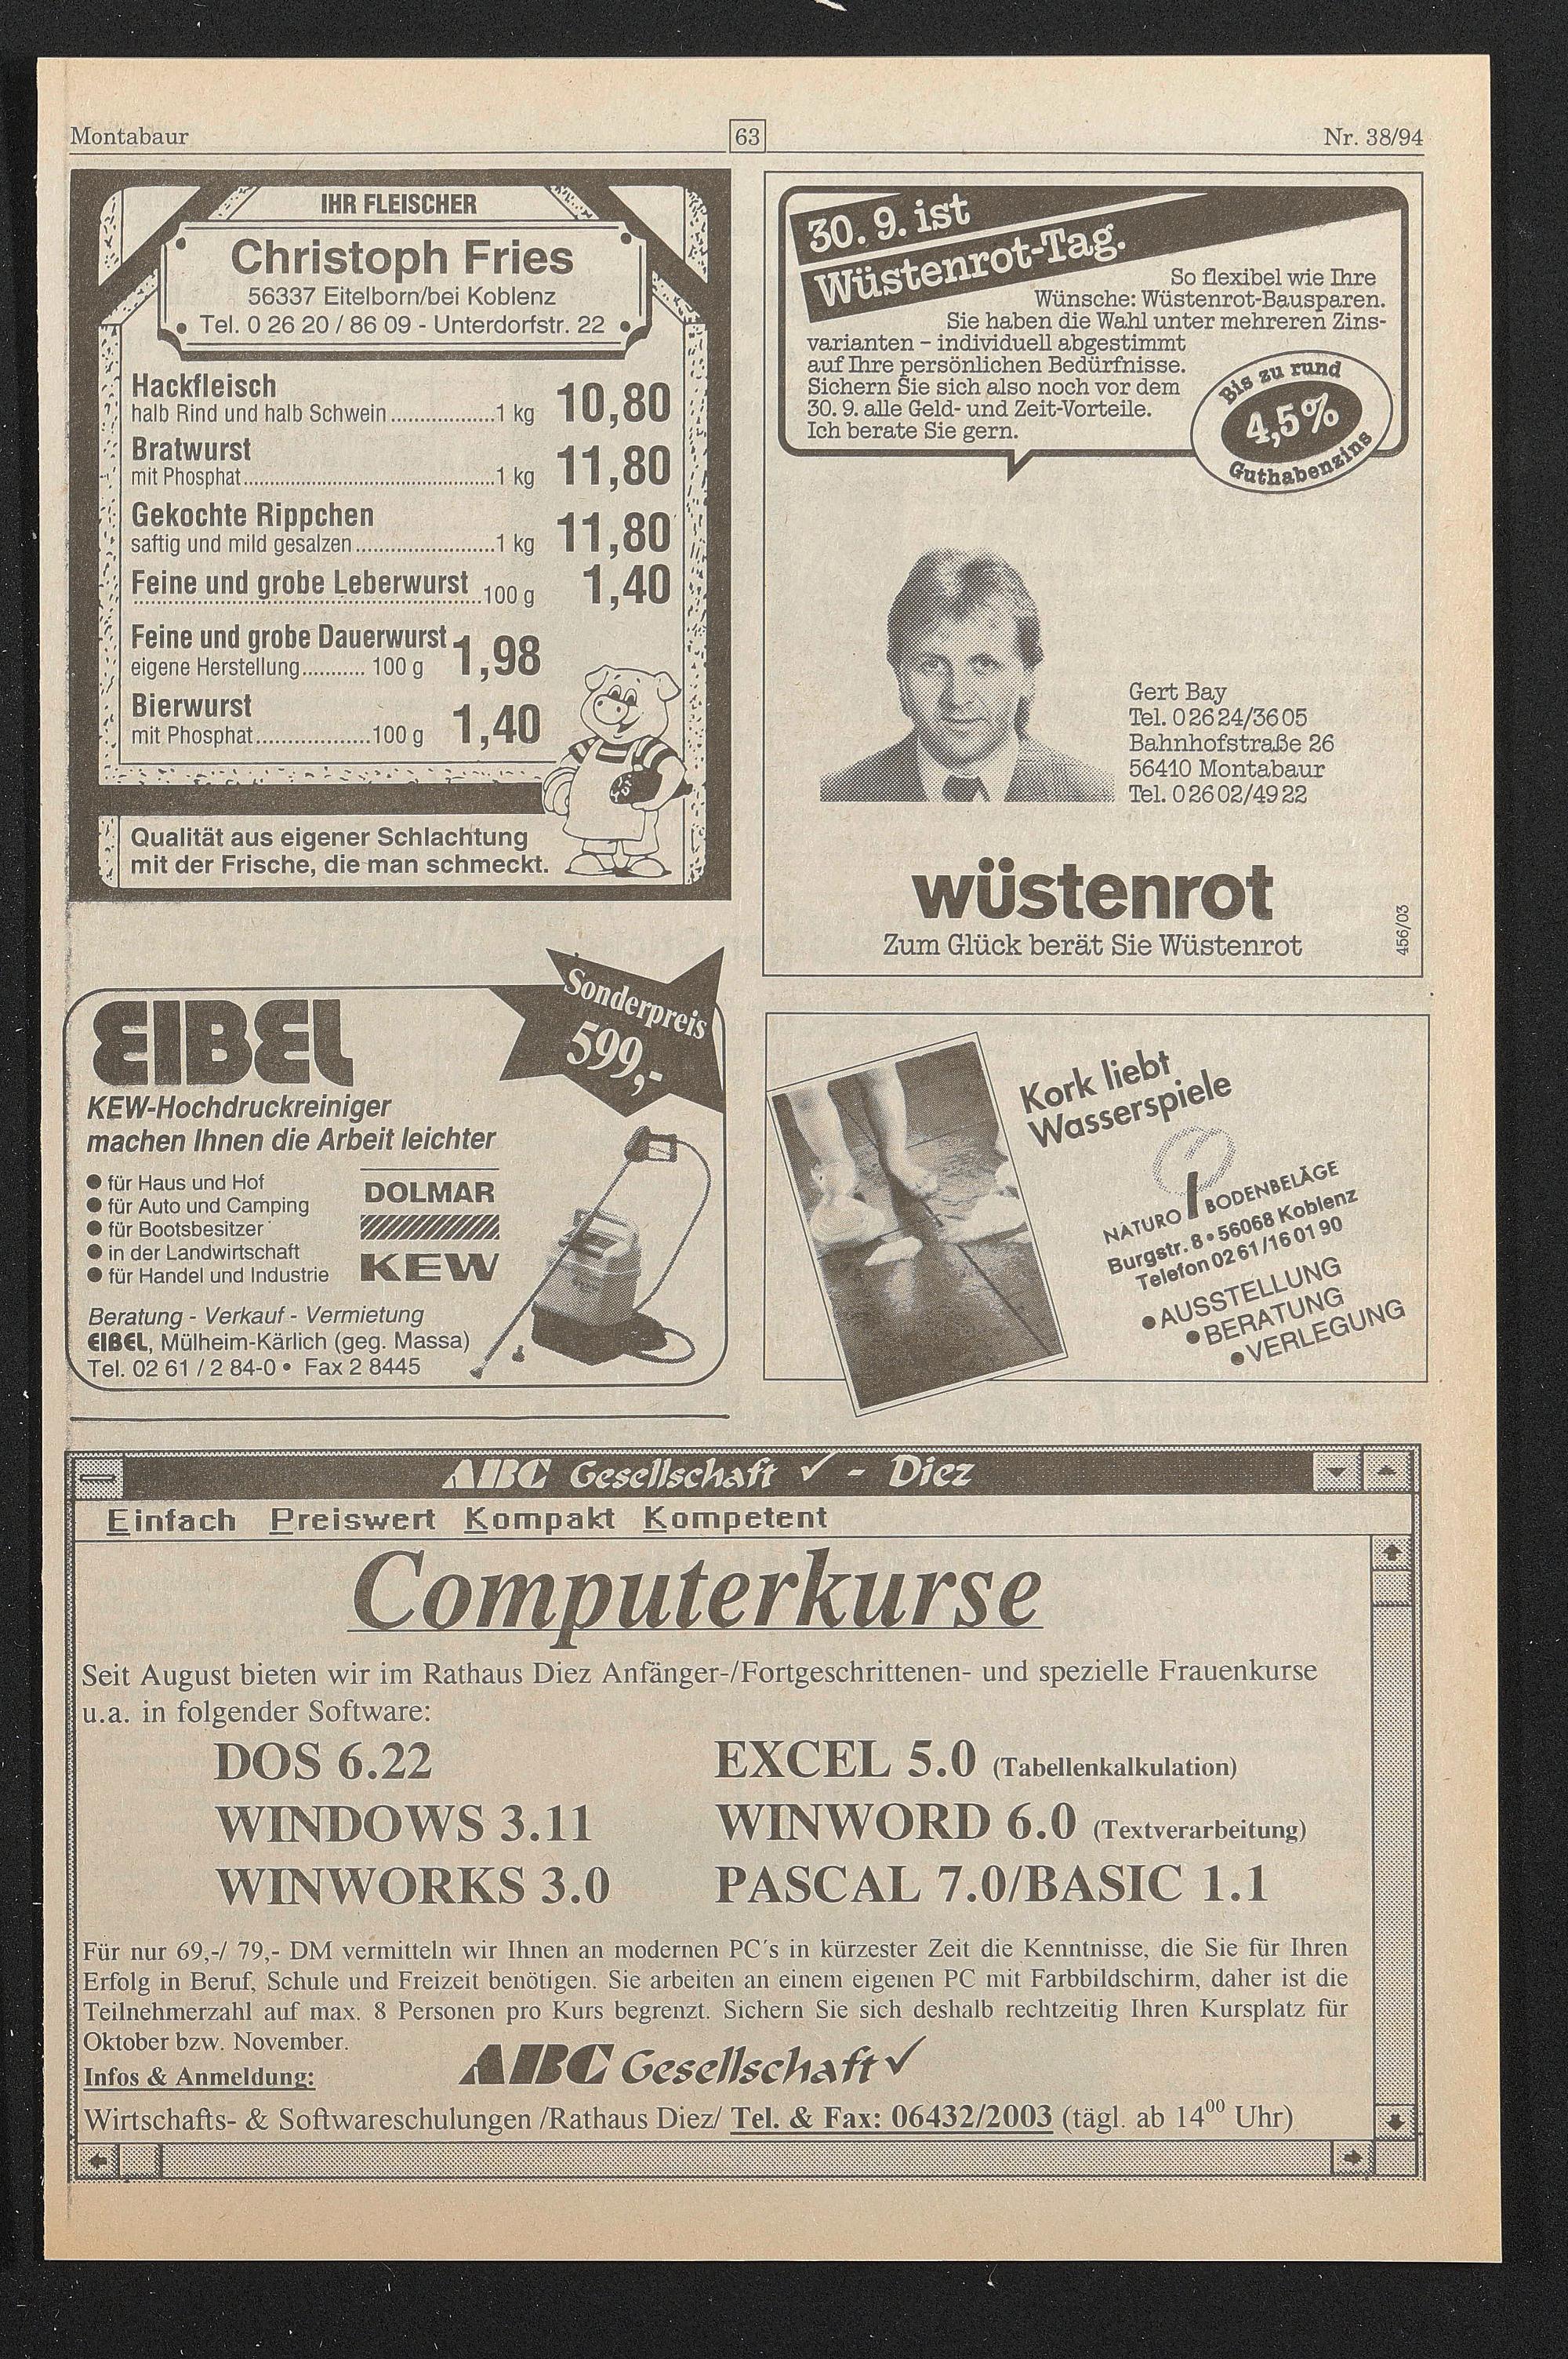 Montabaur
63
Nr. 38/94
IHR FLEISCHER
Christoph Fries
56337 Eitelborn/bei Koblenz
Tel. 0 26 20 / 86 09 - Unterdorfstr. 22
Hackfleisch
halb Rind und halb Schwein..................1 kg 10,80
Bratwurst
mit Phosphat............................................1 kg 11,80
Gekochte Rippchen
saftig und mild gesalzen........................1 kg 11,80
Feine und grobe Leberwurst ...100 g 1,40
Feine und grobe Dauerwurst
eigene Herstellung........... 100 g 1,98
Bierwurst
mit Phosphat....................100 g 1,40
Qualität aus eigener Schlachtung
mit der Frische, die man schmeckt.
30. 9. ist
Wüstenrot-Tag.
So flexibel wie Ihre
Wünsche: Wüstenrot-Bausparen.
Sie haben die Wahl unter mehreren Zins-
varianten – individuell abgestimmt
auf Ihre persönlichen Bedürfnisse.
Sichern Sie sich also noch vor dem
30. 9. alle Geld- und Zeit-Vorteile.
Ich berate Sie gern.
Bis zu rund
4,5%
Guthabenzins
Gert Bay
Tel. 02624/3605
Bahnhofstraße 26
56410 Montabaur
Tel. 02602/4922
wüstenrot
Zum Glück berät Sie Wüstenrot
456/03
EIBEL
Sonderpreis
599,-
KEW-Hochdruckreiniger
machen Ihnen die Arbeit leichter
● für Haus und Hof
● für Auto und Camping
● für Bootsbesitzer
● in der Landwirtschaft
● für Handel und Industrie
DOLMAR
KEW
Beratung - Verkauf - Vermietung
EIBEL, Mülheim-Kärlich (geg. Massa)
Tel. 02 61 / 2 84-0 • Fax 2 8445
Kork liebt
Wasserspiele
NATURO BODENBELÄGE
Burgstr. 8 • 56068 Koblenz
Telefon 02 61 /16 01 90
●AUSSTELLUNG
●BERATUNG
●VERLEGUNG
ABC Gesellschaft ✓ - Diez
Einfach Preiswert Kompakt Kompetent
Computerkurse
Seit August bieten wir im Rathaus Diez Anfänger-/Fortgeschrittenen- und spezielle Frauenkurse
u.a. in folgender Software:
DOS 6.22
WINDOWS 3.11
WINWORKS 3.0
EXCEL 5.0 (Tabellenkalkulation)
WINWORD 6.0 (Textverarbeitung)
PASCAL 7.0/BASIC 1.1
Für nur 69,-/ 79,- DM vermitteln wir Ihnen an modernen PC´s in kürzester Zeit die Kenntnisse, die Sie für Ihren
Erfolg in Beruf, Schule und Freizeit benötigen. Sie arbeiten an einem eigenen PC mit Farbbildschirm, daher ist die
Teilnehmerzahl auf max. 8 Personen pro Kurs begrenzt. Sichern Sie sich deshalb rechtzeitig Ihren Kursplatz für
Oktober bzw. November.
Infos & Anmeldung:
ABC Gesellschaft ✓
Wirtschafts- & Softwareschulungen /Rathaus Diez/ Tel. & Fax: 06432/2003 (tägl. ab 14⁰⁰ Uhr)